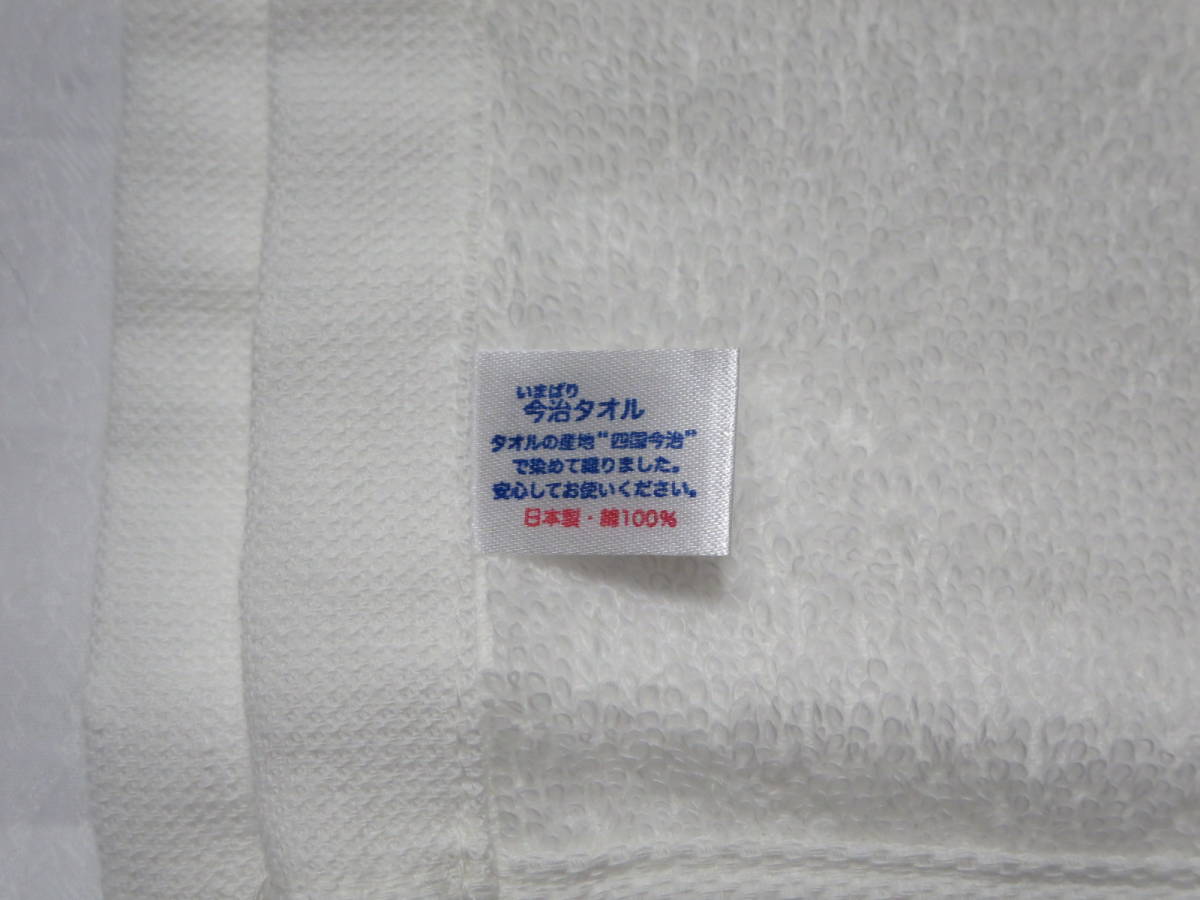 いまばり
今治タオル
タオルの産地"四国今治"
で染めて織りました。
安心してお使いください。
日本製・綿100%